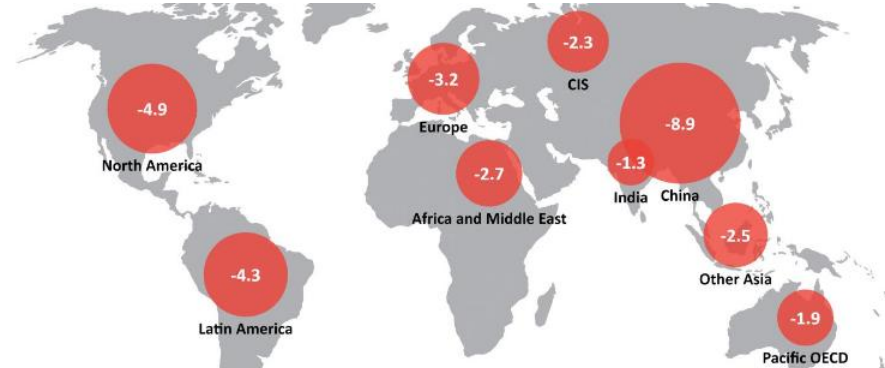 -4.9
North America
-4.3
Latin America
-3.2
Europe
-2.7
Africa and Middle East
-2.3
CIS
-8.9
China
-1.3
India
-2.5
Other Asia
-1.9
Pacific OECD